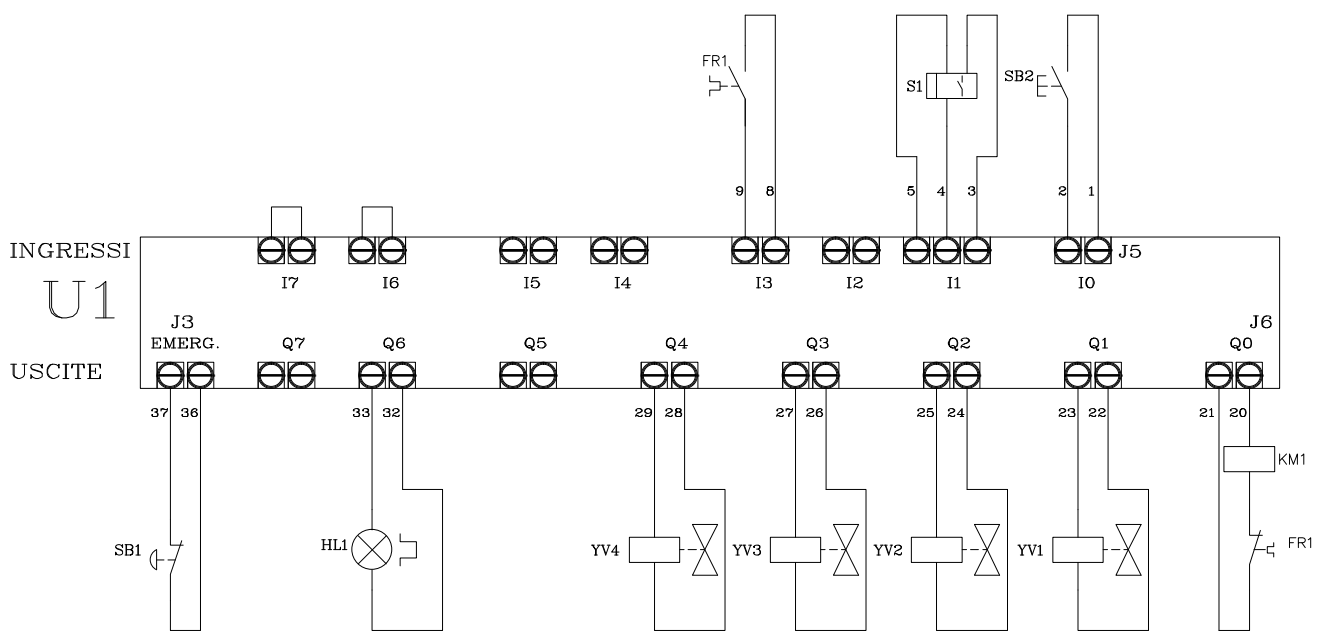 FR1
S1
SB2
9 8 5 4 3 2 1
INGRESSI
J5
I7 I6 I5 I4 I3 I2 I1 I0
U1
J3
J6
EMERG. Q7 Q6 Q5 Q4 Q3 Q2 Q1 Q0
USCITE
37 36 33 32 29 28 27 26 25 24 23 22 21 20
KM1
SB1 HL1 YV4 YV3 YV2 YV1 FR1